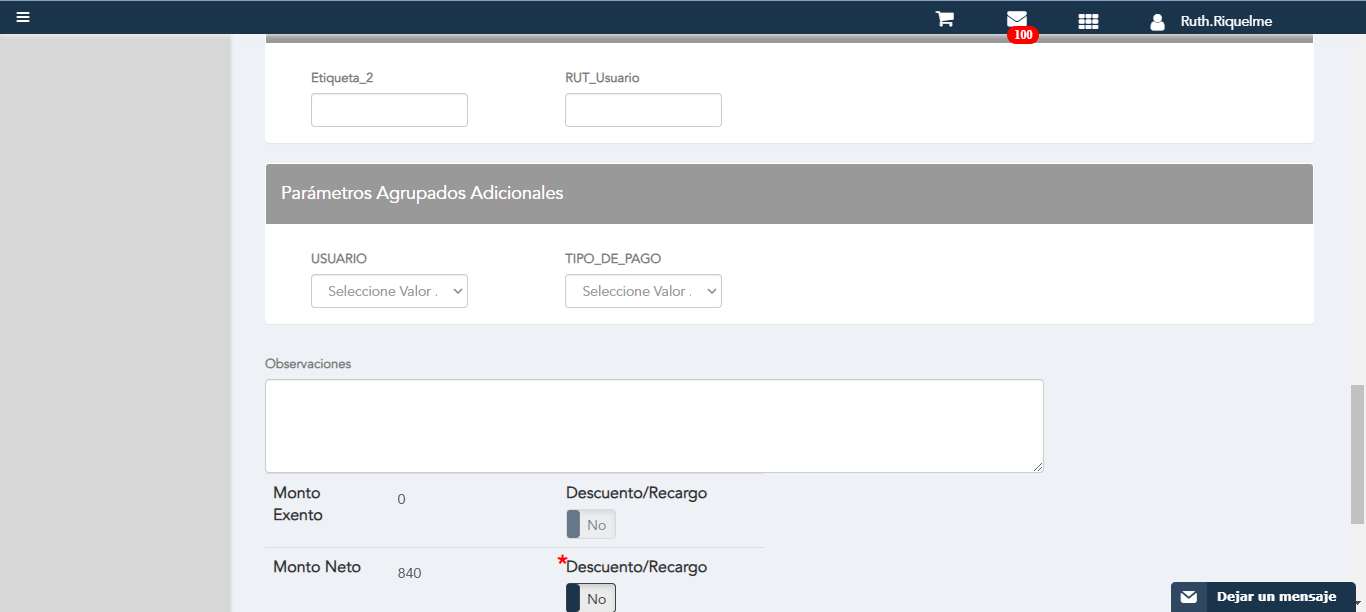 Ruth.Riquelme
100
Etiqueta_2 RUT_Usuario
Parámetros Agrupados Adicionales
USUARIO TIPO_DE_PAGO
Seleccione Valor . Seleccione Valor .
Observaciones
Monto Exento 0 Descuento/Recargo
No
Monto Neto 840 *Descuento/Recargo
No
Dejar un mensaje